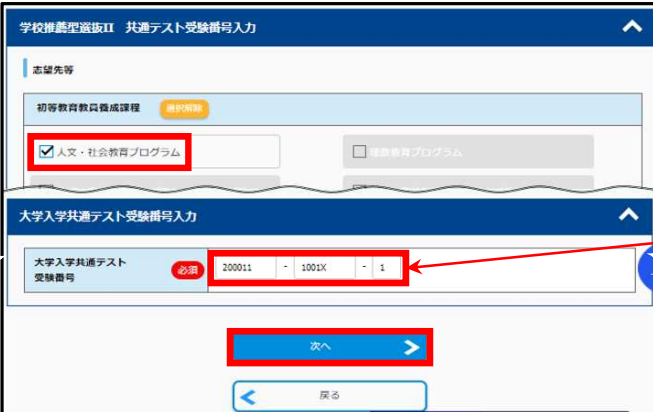 学校推薦型選抜II 共通テスト受験番号入力
志望先等
初等教育教員養成課程 選択解除
人文・社会教育プログラム 理数教育プログラム
大学入学共通テスト受験番号入力
大学入学共通テスト
受験番号
必須 200011 - 1001X - 1
次へ
戻る